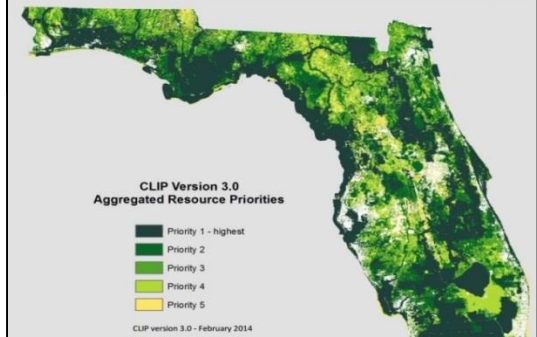 CLIP Version 3.0
Aggregated Resource Priorities
Priority 1 - highest
Priority 2
Priority 3
Priority 4
Priority 5
CLIP version 3.0 - February 2014